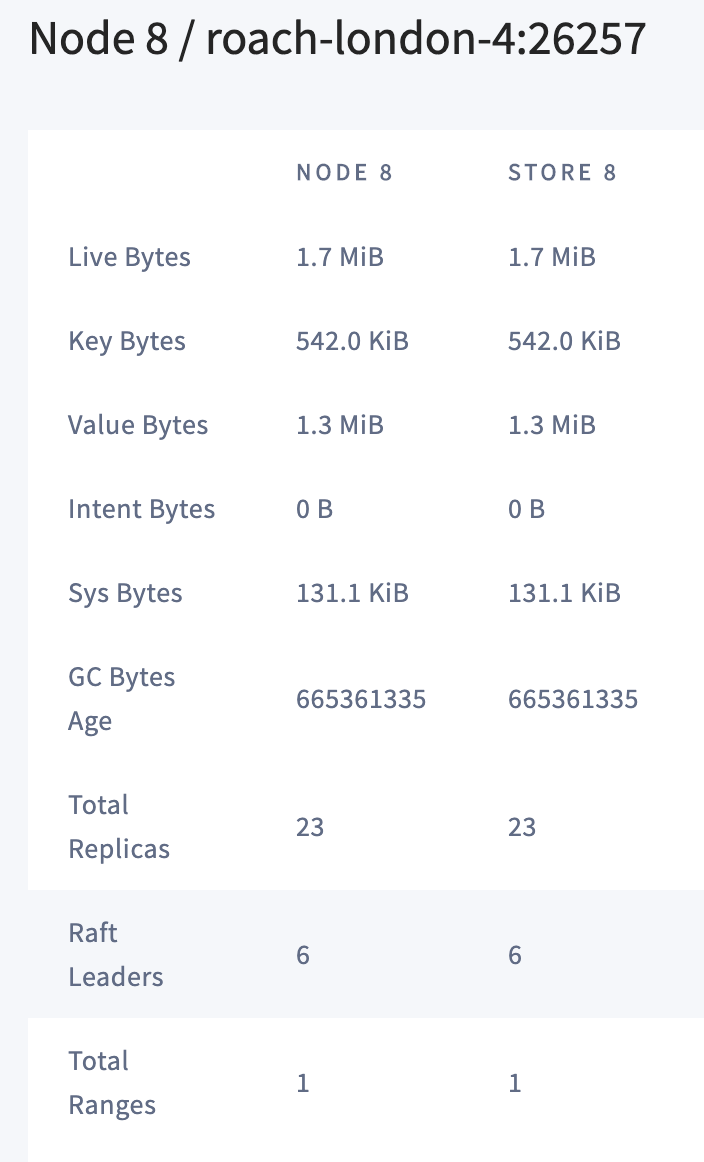 Node 8 / roach-london-4:26257
NODE 8 STORE 8
Live Bytes 1.7 MiB 1.7 MiB
Key Bytes 542.0 KiB 542.0 KiB
Value Bytes 1.3 MiB 1.3 MiB
Intent Bytes 0 B 0 B
Sys Bytes 131.1 KiB 131.1 KiB
GC Bytes
Age 665361335 665361335
Total
Replicas 23 23
Raft
Leaders 6 6
Total
Ranges 1 1